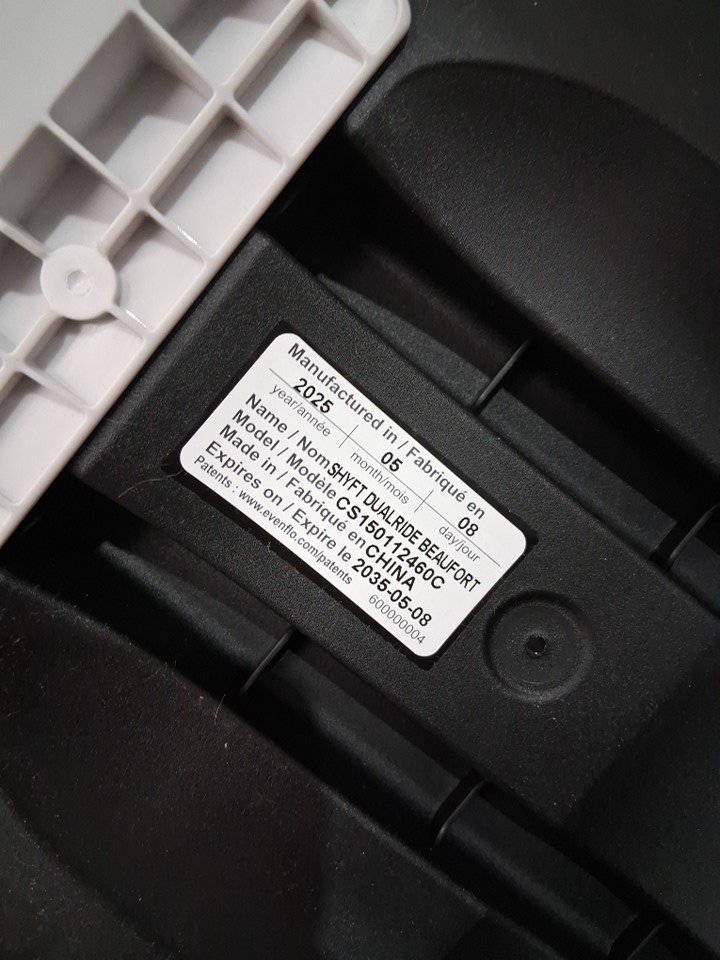 Manufactured in / Fabriqué en
2025 05 08
year/année month/mois day/jour
Name / Nom SHYFT DUALRIDE BEAUFORT
Model / Modèle CS150112460C
Made in / Fabriqué en CHINA
Expires on / Expire le 2035-05-08
Patents : www.evenflo.com/patents 600000004